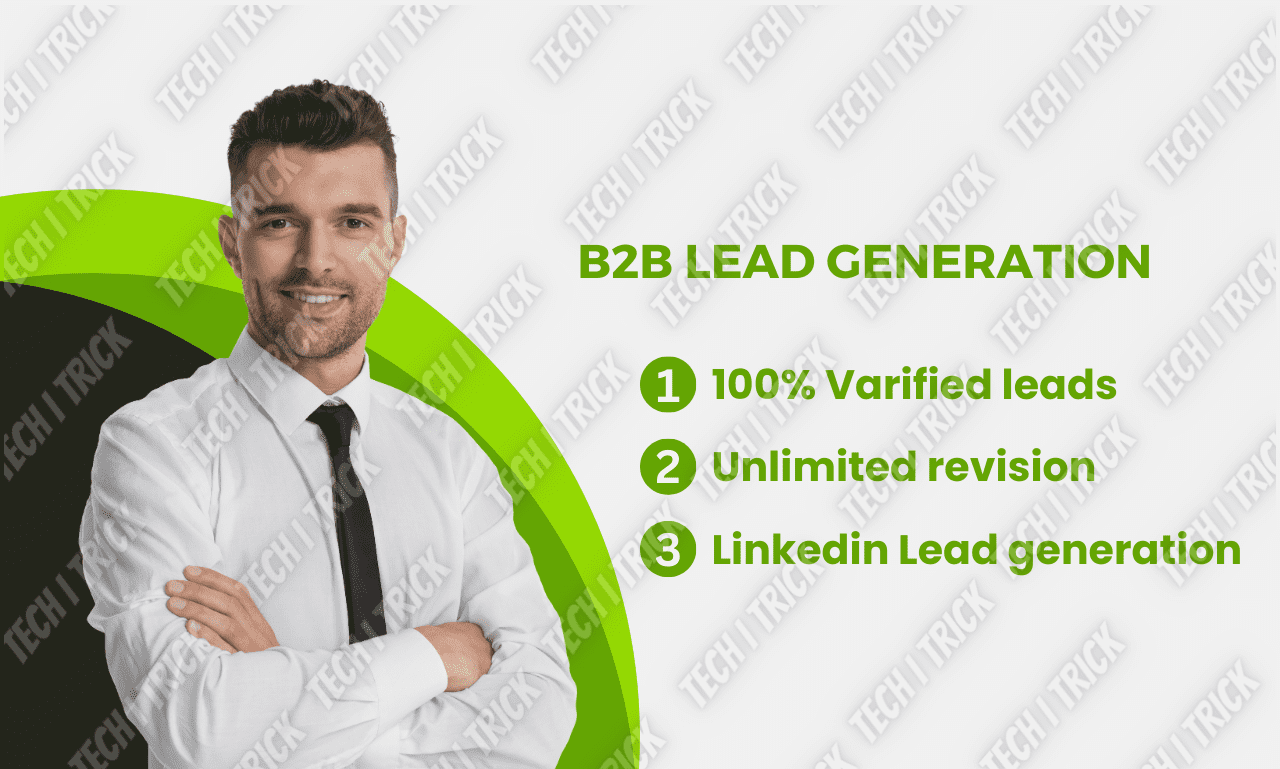 B2B LEAD GENERATION
1 100% Varified leads
2 Unlimited revision
3 Linkedin Lead generation
TECH I TRICK